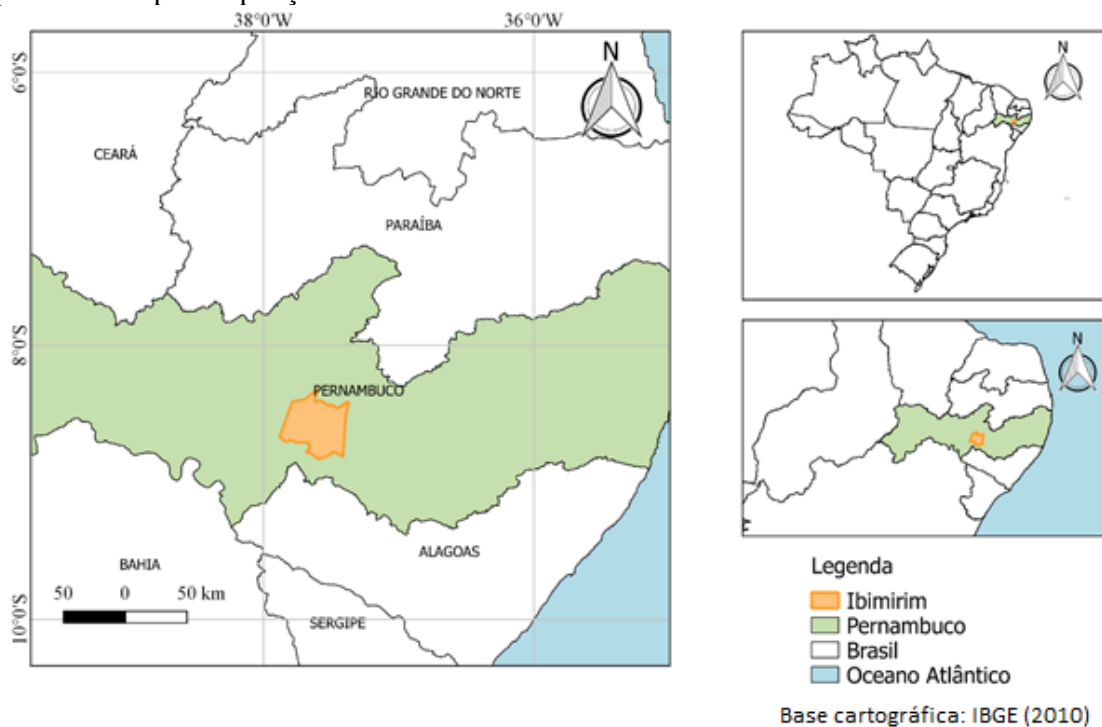 38°0'W
36°0'W
6°0'S
8°0'S
10°0'S
N
RIO GRANDE DO NORTE
CEARÁ
PARAÍBA
PERNAMBUCO
ALAGOAS
BAHIA
SERGIPE
50 0 50 km
N
N
Legenda
Ibimirim
Pernambuco
Brasil
Oceano Atlântico
Base cartográfica: IBGE (2010)